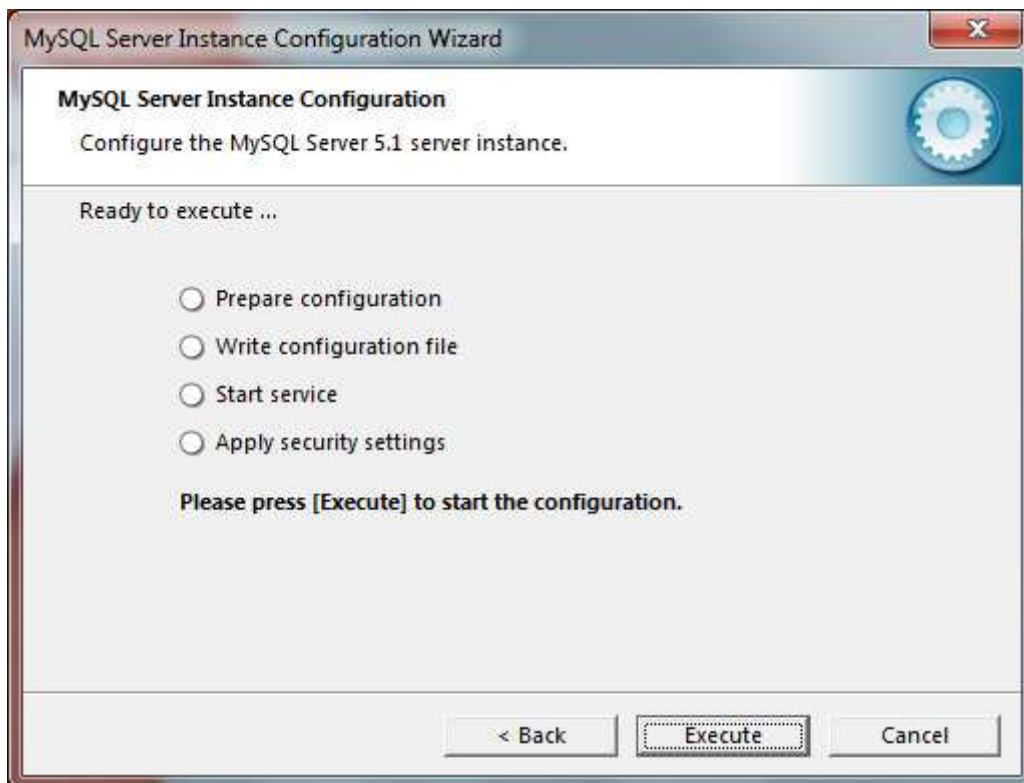 MySQL Server Instance Configuration Wizard
MySQL Server Instance Configuration
Configure the MySQL Server 5.1 server instance.
Ready to execute ...
Prepare configuration
Write configuration file
Start service
Apply security settings
Please press [Execute] to start the configuration.
< Back Execute Cancel